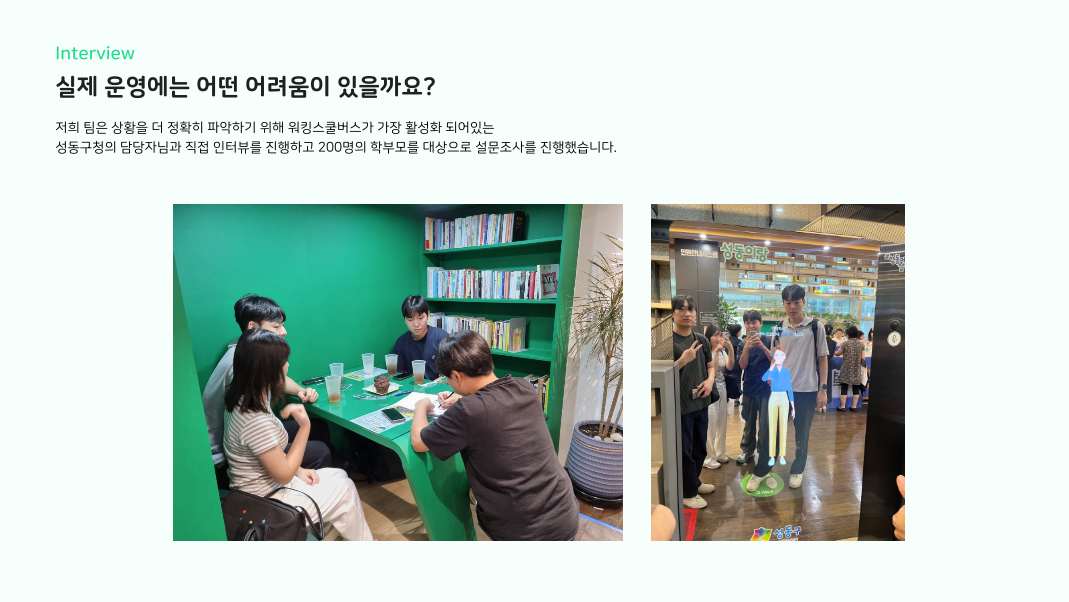 Interview
실제 운영에는 어떤 어려움이 있을까요?
저희 팀은 상황을 더 정확히 파악하기 위해 워킹스쿨버스가 가장 활성화 되어있는
성동구청의 담당자님과 직접 인터뷰를 진행하고 200명의 학부모를 대상으로 설문조사를 진행했습니다.
성동이랑
성동구